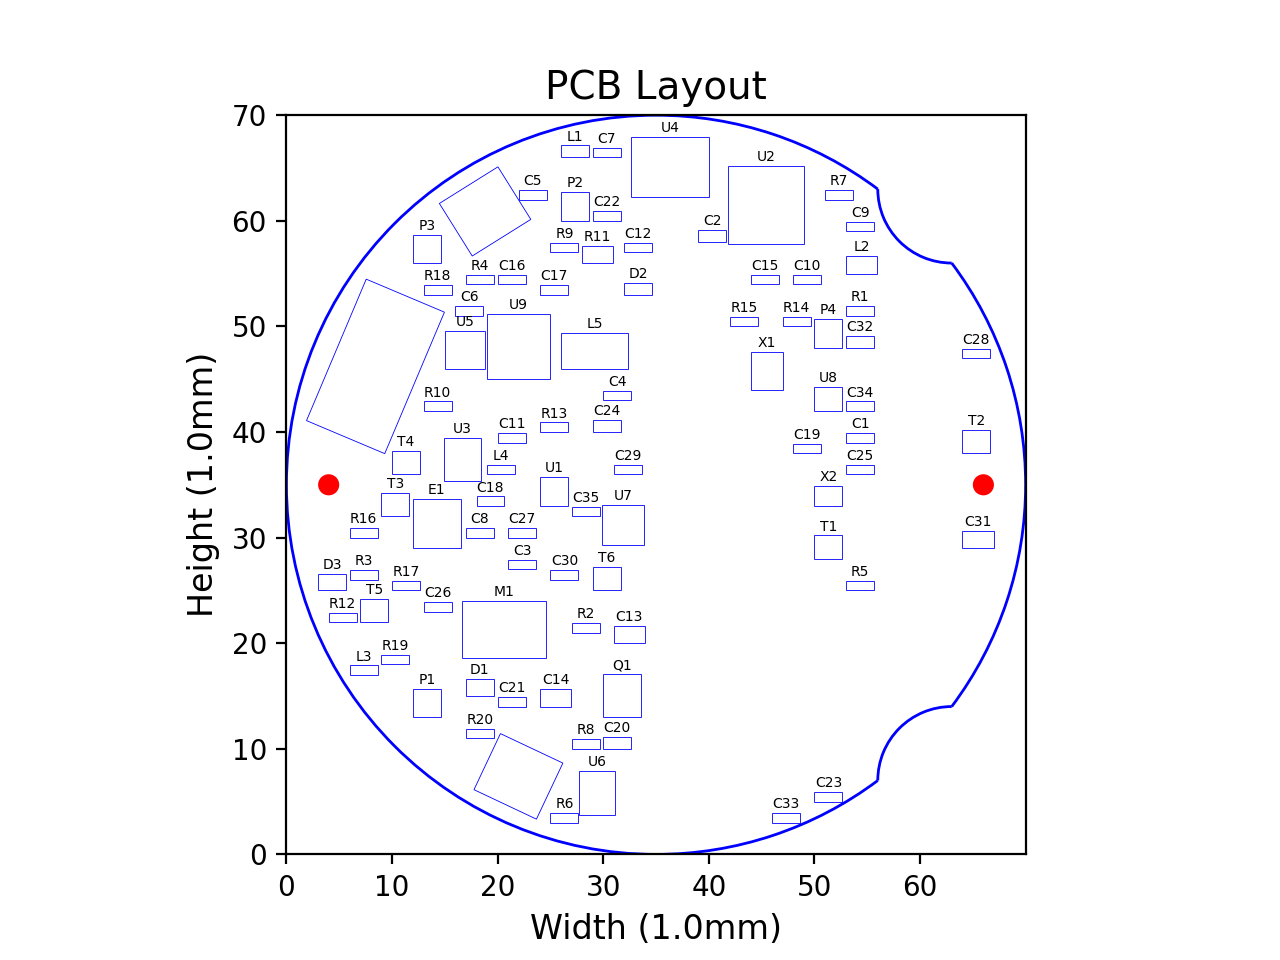 PCB Layout
70
60
50
40
30
20
10
0
Height (1.0mm)
U4
L1
C7
U2
C5
P2
R7
C22
C9
C2
P3
R9
R11
C12
L2
R4
C16
C15
C10
R18
C17
D2
C6
U9
R1
R15
R14
P4
U5
L5
C32
X1
C28
C4
U8
R10
C24
C34
C11
R13
T4
U3
C19
C1
T2
L4
C29
C25
U1
T3
E1
C18
C35
U7
X2
R16
C8
C27
T1
C31
C3
D3
R3
R17
C30
T6
R5
R12
T5
C26
M1
R2
C13
L3
R19
D1
Q1
P1
C21
C14
R20
R8
C20
U6
R6
C33
C23
0 10 20 30 40 50 60
Width (1.0mm)